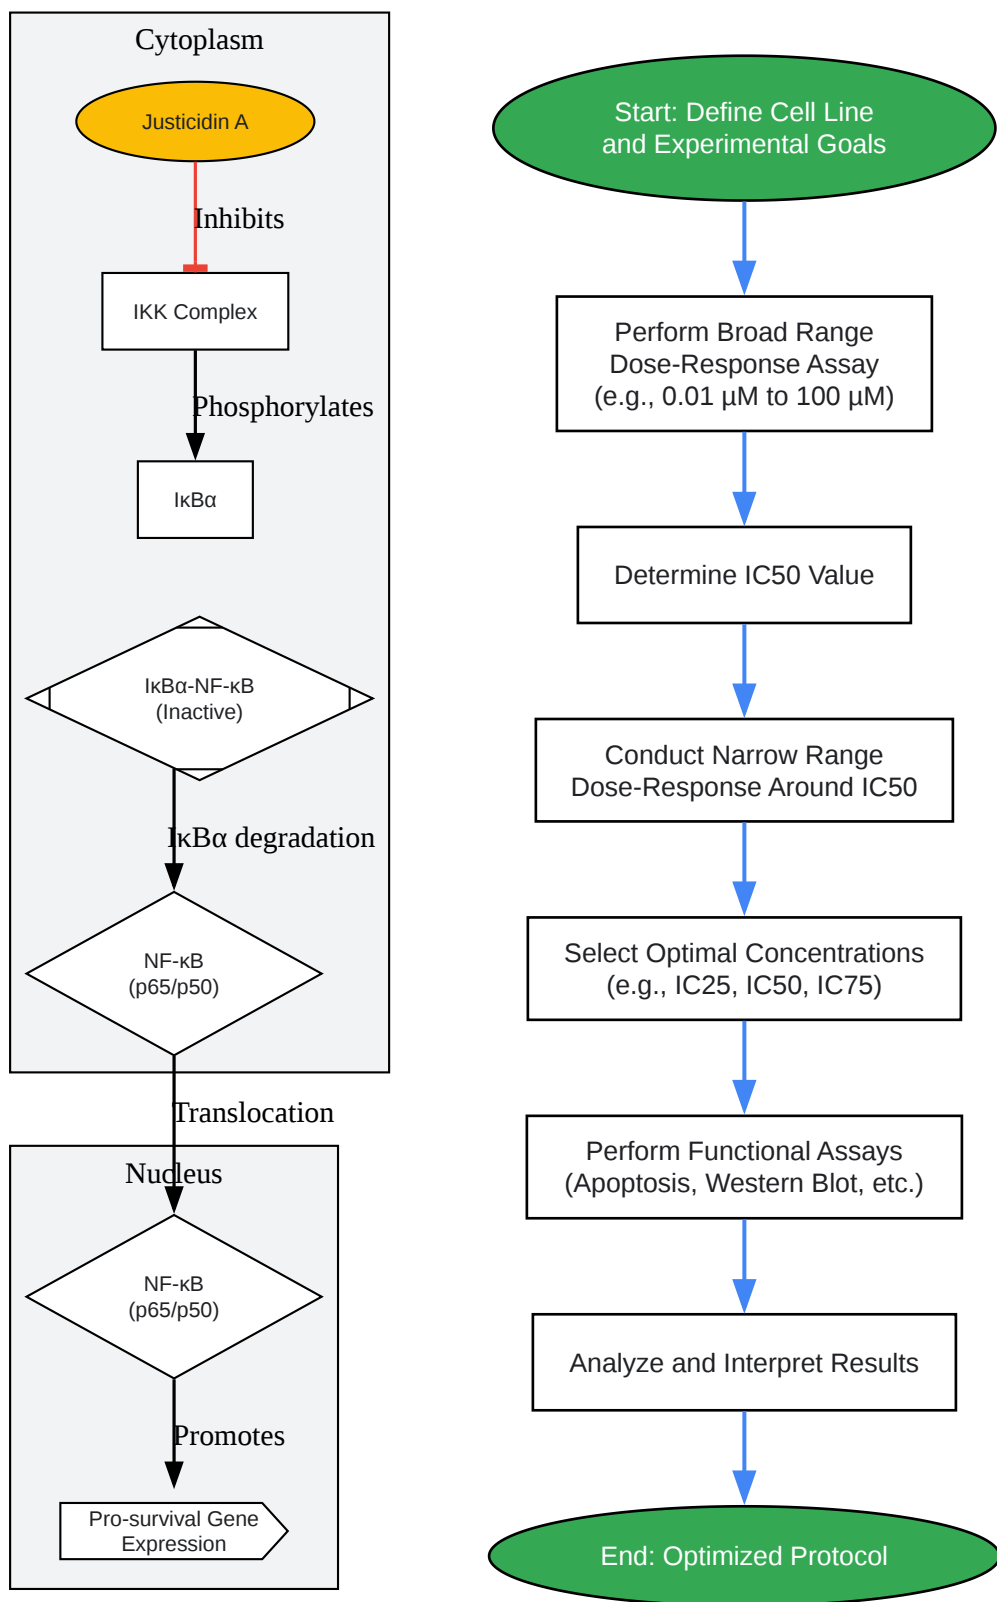 Cytoplasm
Justicidin A
Inhibits
IKK Complex
Phosphorylates
IκBα
IκBα-NF-κB
(Inactive)
IκBα degradation
NF-κB
(p65/p50)
Translocation
Nucleus
NF-κB
(p65/p50)
Promotes
Pro-survival Gene
Expression
Start: Define Cell Line
and Experimental Goals
Perform Broad Range
Dose-Response Assay
(e.g., 0.01 µM to 100 µM)
Determine IC50 Value
Conduct Narrow Range
Dose-Response Around IC50
Select Optimal Concentrations
(e.g., IC25, IC50, IC75)
Perform Functional Assays
(Apoptosis, Western Blot, etc.)
Analyze and Interpret Results
End: Optimized Protocol